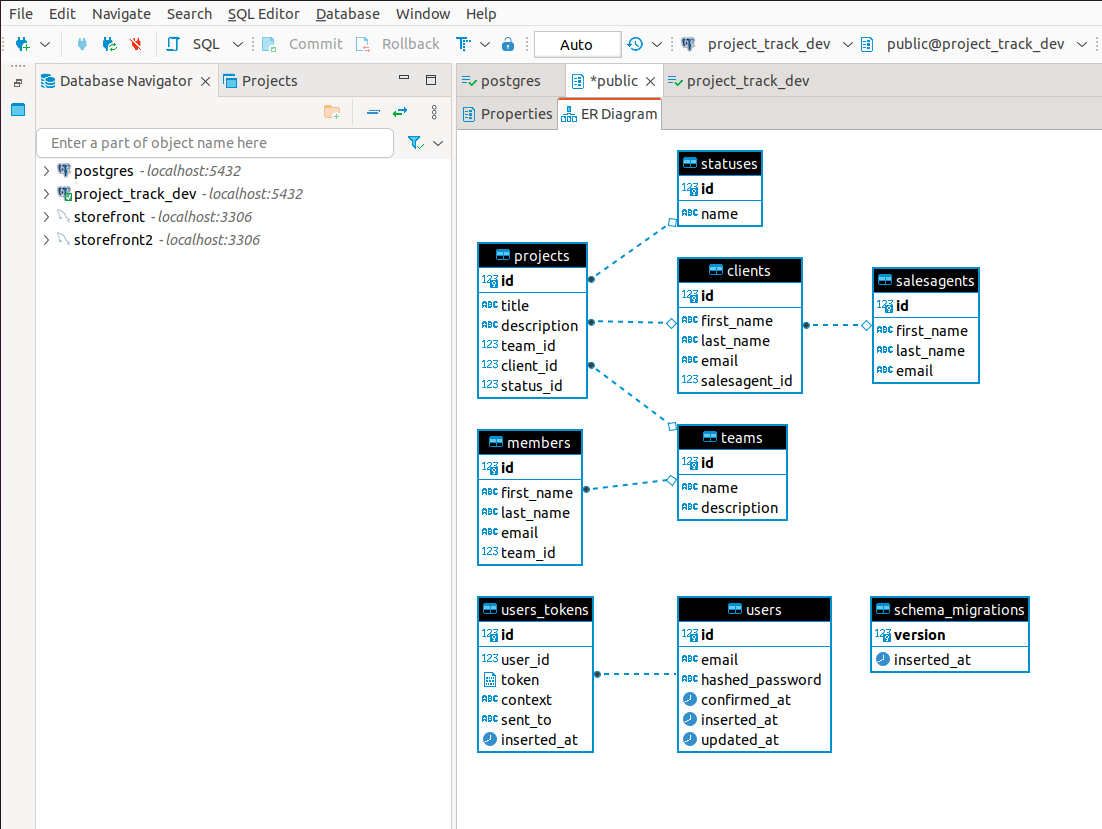 File Edit Navigate Search SQL Editor Database Window Help
SQL Commit Rollback Auto project_track_dev public@project_track_dev
Database Navigator Projects
Enter a part of object name here
postgres - localhost:5432
project_track_dev - localhost:5432
storefront - localhost:3306
storefront2 - localhost:3306
postgres *public project_track_dev
Properties ER Diagram
statuses
123 id
ABC name
projects
123 id
ABC title
ABC description
123 team_id
123 client_id
123 status_id
clients
123 id
ABC first_name
ABC last_name
ABC email
123 salesagent_id
salesagents
123 id
ABC first_name
ABC last_name
ABC email
members
123 id
ABC first_name
ABC last_name
ABC email
123 team_id
teams
123 id
ABC name
ABC description
users_tokens
123 id
123 user_id
token
ABC context
ABC sent_to
inserted_at
users
123 id
ABC email
ABC hashed_password
confirmed_at
inserted_at
updated_at
schema_migrations
123 version
inserted_at